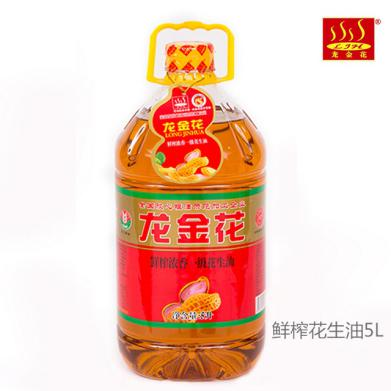 LJH
龙金花
®
龙金花
LONG JINHUA
鲜榨浓香 一级花生油
龙金花
鲜榨浓香 一级花生油
净含量:5升
鲜榨花生油5L